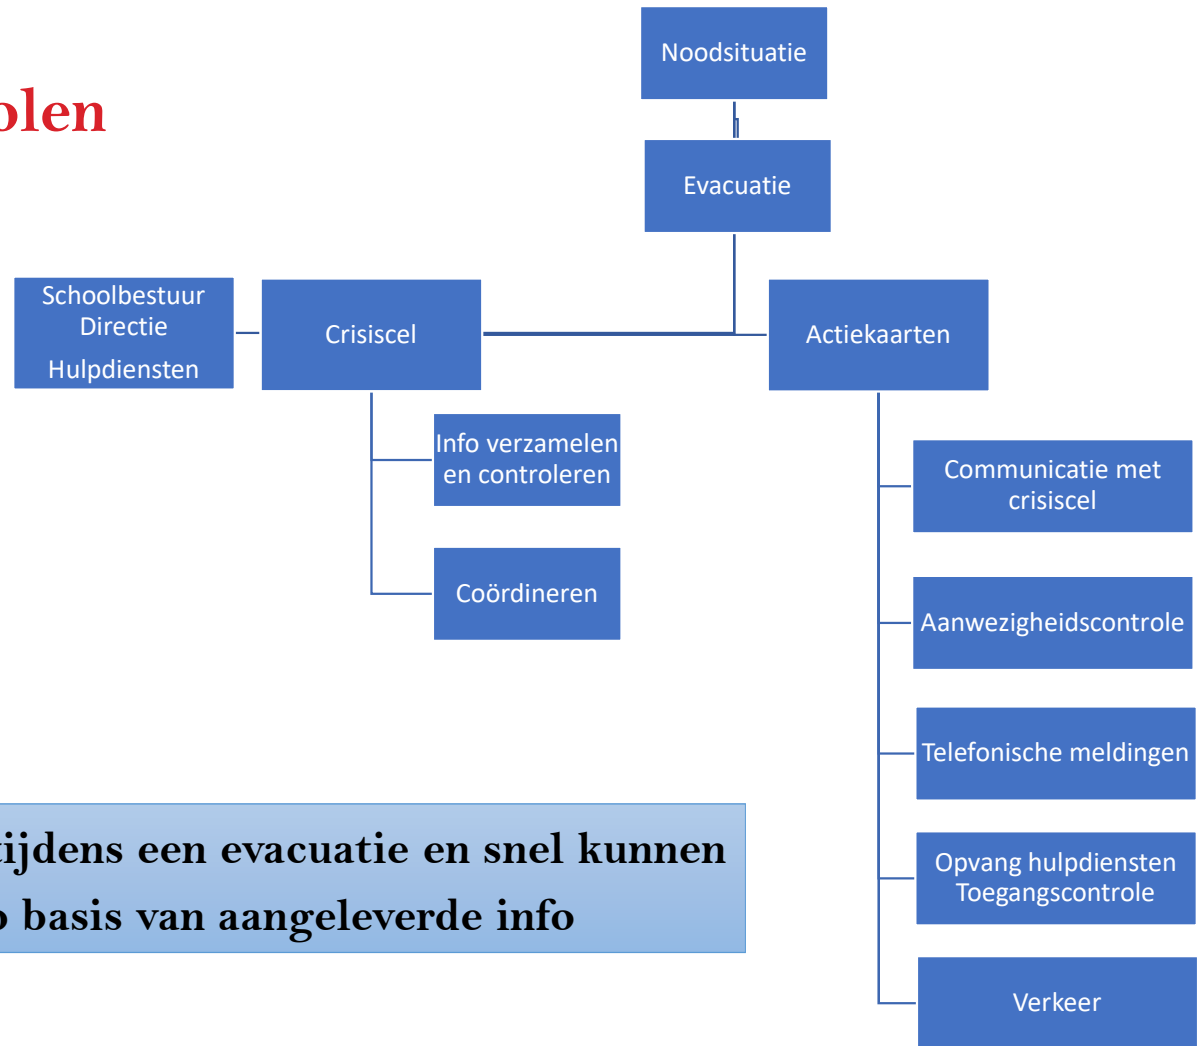 olen
Noodsituatie
Evacuatie
Schoolbestuur
Directie
Hulpdiensten
Crisiscel
Actiekaarten
Info verzamelen
en controleren
Coördineren
Communicatie met
crisiscel
Aanwezigheidscontrole
Telefonische meldingen
Opvang hulpdiensten
Toegangscontrole
Verkeer
tijdens een evacuatie en snel kunnen
basis van aangeleverde info